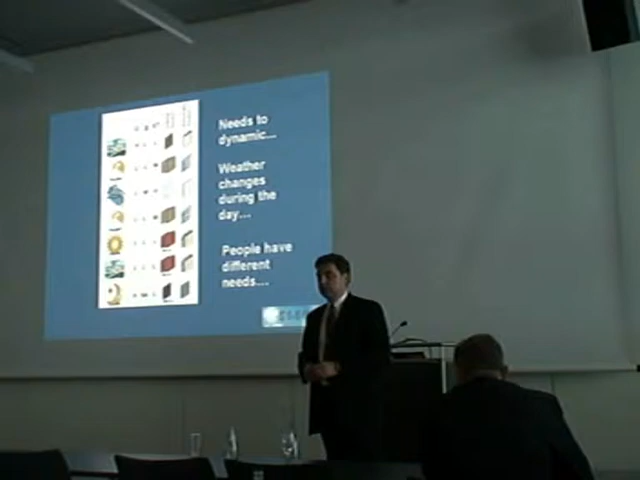 Needs to
dynamic...
Weather
changes
during the
day...
People have
different
needs...